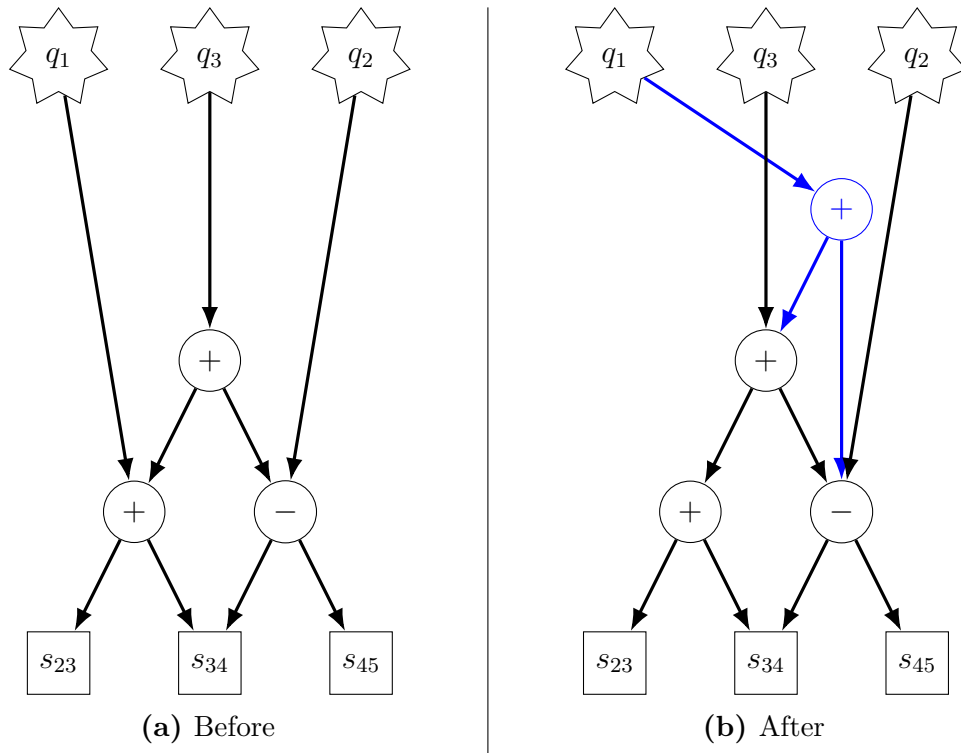 q₁ q₃ q₂
+
+ −
s₂₃ s₃₄ s₄₅
(a) Before
q₁ q₃ q₂
+
+
+ −
s₂₃ s₃₄ s₄₅
(b) After